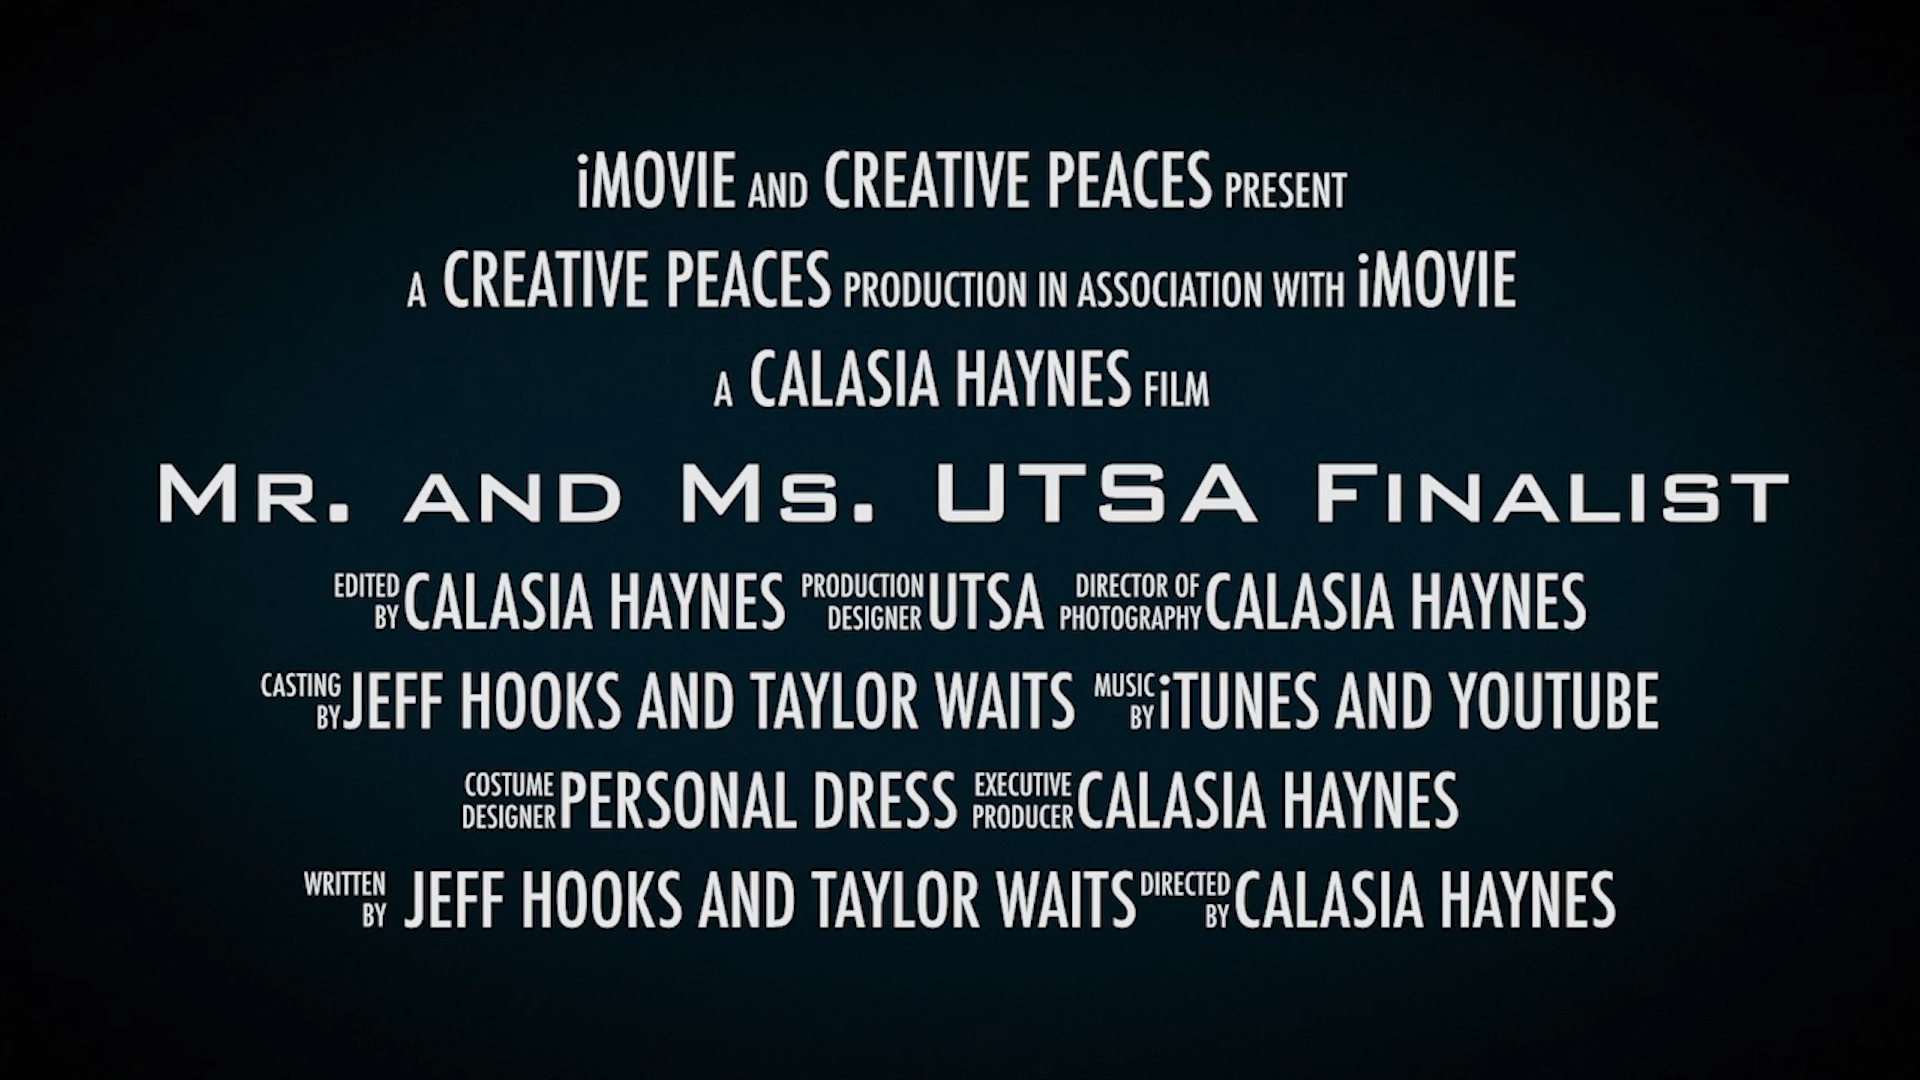 iMOVIE AND CREATIVE PEACES PRESENT
A CREATIVE PEACES PRODUCTION IN ASSOCIATION WITH iMOVIE
A CALASIA HAYNES FILM
MR. AND MS. UTSA FINALIST
EDITED BY CALASIA HAYNES PRODUCTION DESIGNER UTSA DIRECTOR OF PHOTOGRAPHY CALASIA HAYNES
CASTING BY JEFF HOOKS AND TAYLOR WAITS MUSIC BY iTUNES AND YOUTUBE
COSTUME DESIGNER PERSONAL DRESS EXECUTIVE PRODUCER CALASIA HAYNES
WRITTEN BY JEFF HOOKS AND TAYLOR WAITS DIRECTED BY CALASIA HAYNES